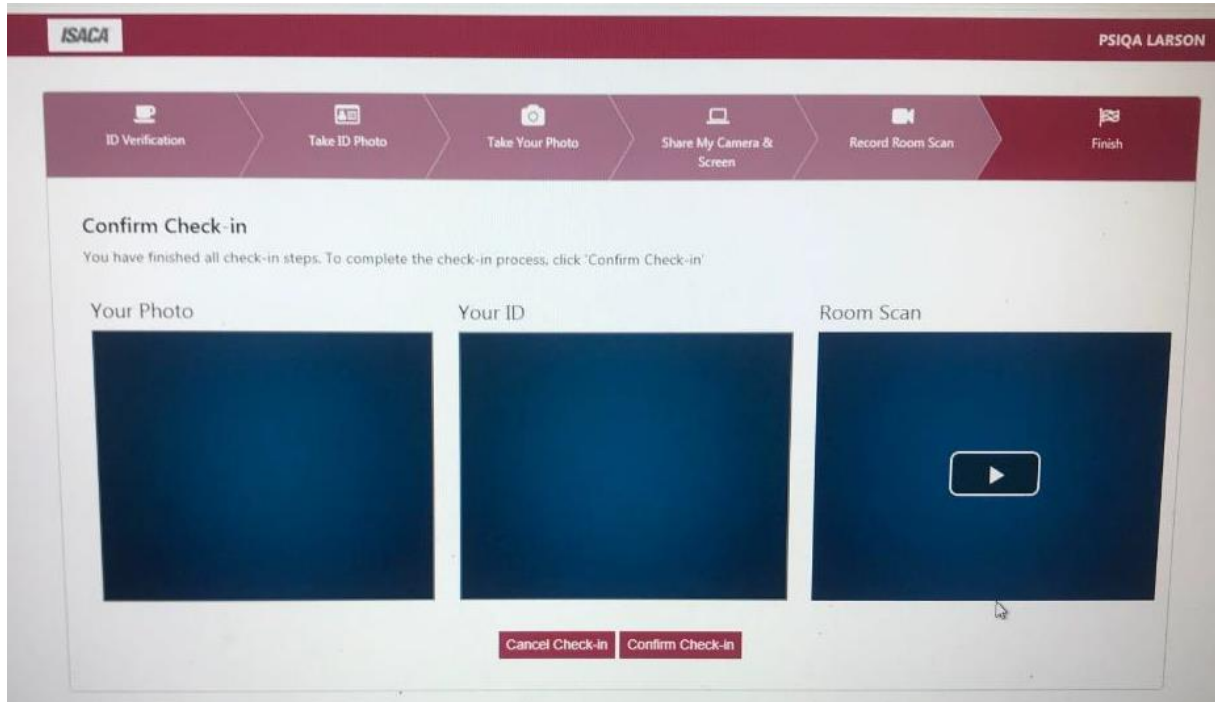 ISACA
PSIQA LARSON
ID Verification
Take ID Photo
Take Your Photo
Share My Camera &
Screen
Record Room Scan
Finish
Confirm Check-in
You have finished all check-in steps. To complete the check-in process, click 'Confirm Check-in'
Your Photo
Your ID
Room Scan
Cancel Check-in
Confirm Check-in